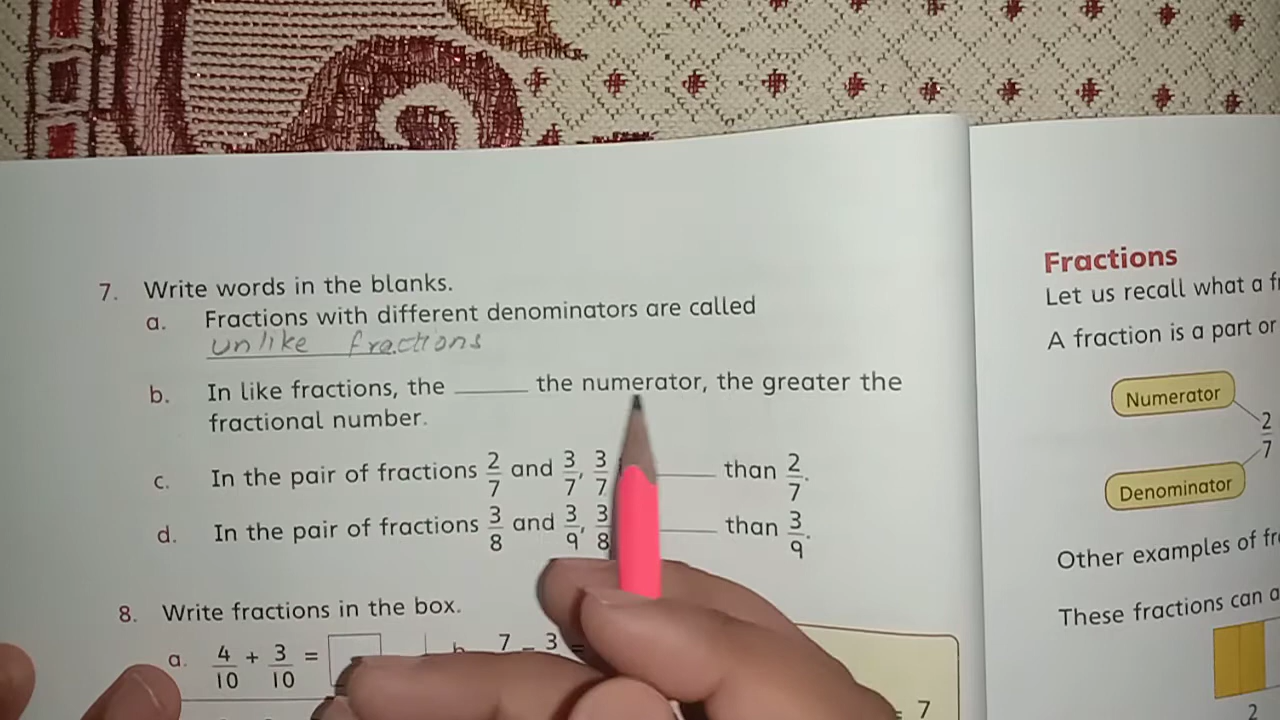 7. Write words in the blanks.
a. Fractions with different denominators are called
unlike fractions
b. In like fractions, the ______ the numerator, the greater the
fractional number.
c. In the pair of fractions 2/7 and 3/7, 3/7 ______ than 2/7.
d. In the pair of fractions 3/8 and 3/9, 3/8 ______ than 3/9.
8. Write fractions in the box.
a. 4/10 + 3/10 =
7 3
= 7
Fractions
Let us recall what a
A fraction is a part or
Numerator
2/7
Denominator
Other examples of
These fractions can
2